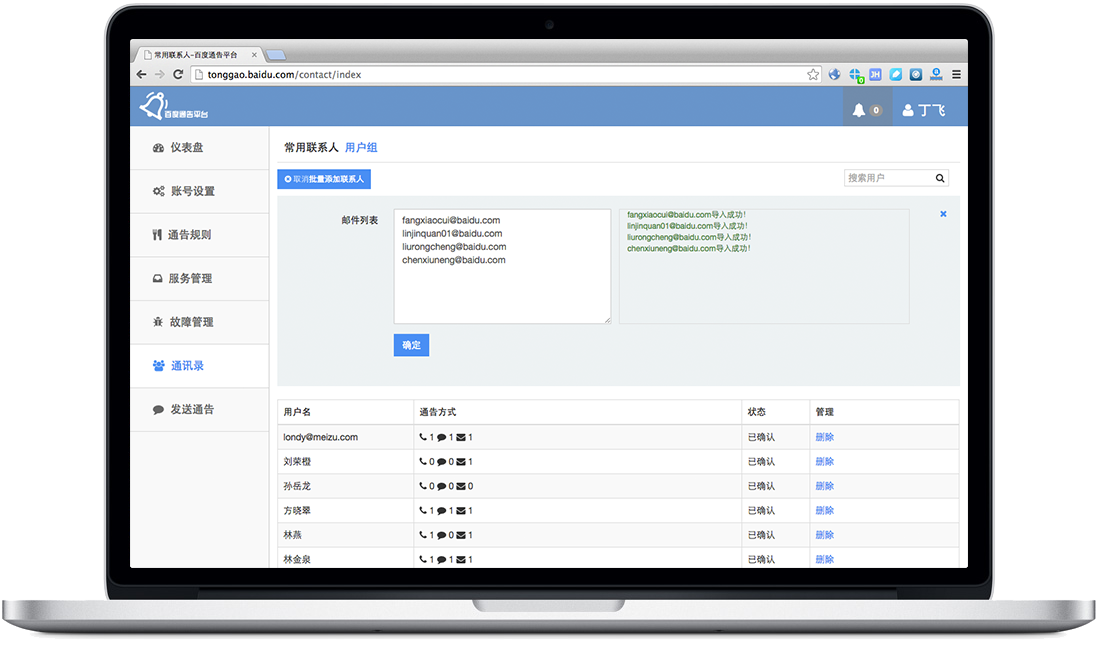 常用联系人-百度通告平台
tonggao.baidu.com/contact/index
JH
0
百度通告平台
0
丁飞
仪表盘
账号设置
通告规则
服务管理
故障管理
通讯录
发送通告
常用联系人 用户组
取消批量添加联系人
搜索用户
邮件列表
fangxiaocui@baidu.com
linjinquan01@baidu.com
liurongcheng@baidu.com
chenxiuneng@baidu.com
fangxiaocui@baidu.com导入成功!
linjinquan01@baidu.com导入成功!
liurongcheng@baidu.com导入成功!
chenxiuneng@baidu.com导入成功!
确定
用户名 通告方式 状态 管理
londy@meizu.com 1 1 1 已确认 删除
刘荣橙 0 0 1 已确认 删除
孙岳龙 0 0 0 已确认 删除
方晓翠 1 1 1 已确认 删除
林燕 1 0 1 已确认 删除
林金泉 1 1 1 已确认 删除